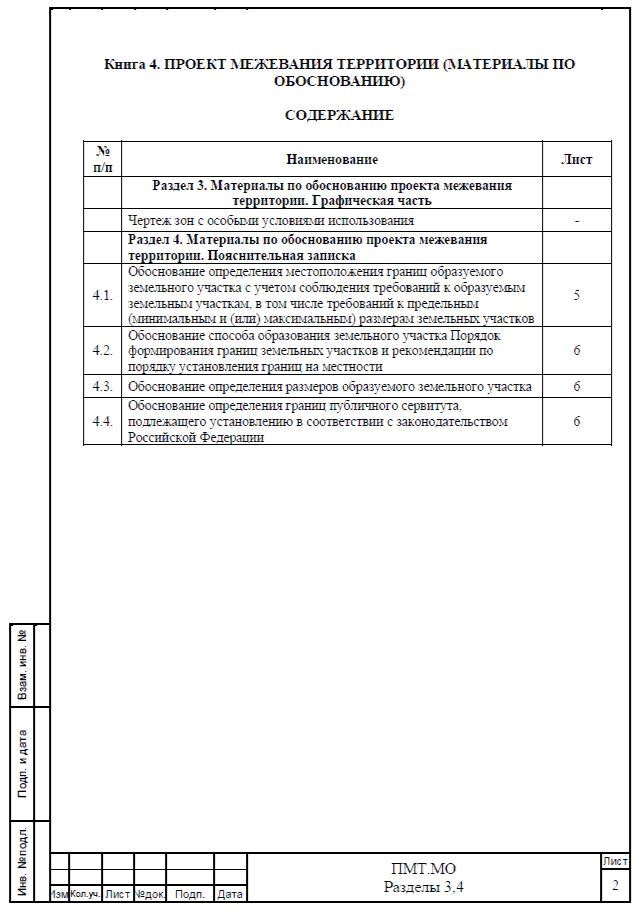 Книга 4. ПРОЕКТ МЕЖЕВАНИЯ ТЕРРИТОРИИ (МАТЕРИАЛЫ ПО
ОБОСНОВАНИЮ)
СОДЕРЖАНИЕ
№
п/п
Наименование
Лист
Раздел 3. Материалы по обоснованию проекта межевания
территории. Графическая часть
Чертеж зон с особыми условиями использования
-
Раздел 4. Материалы по обоснованию проекта межевания
территории. Пояснительная записка
4.1.
Обоснование определения местоположения границ образуемого
земельного участка с учетом соблюдения требований к образуемым
земельным участкам, в том числе требований к предельным
(минимальным и (или) максимальным) размерам земельных участков
5
4.2.
Обоснование способа образования земельного участка Порядок
формирования границ земельных участков и рекомендации по
порядку установления границ на местности
6
4.3.
Обоснование определения размеров образуемого земельного участка
6
4.4.
Обоснование определения границ публичного сервитута,
подлежащего установлению в соответствии с законодательством
Российской Федерации
6
Взам. инв. №
Подп. и дата
Инв. № подл.
Изм
Кол.уч.
Лист
№док.
Подп.
Дата
ПМТ.МО
Разделы 3,4
Лист
2